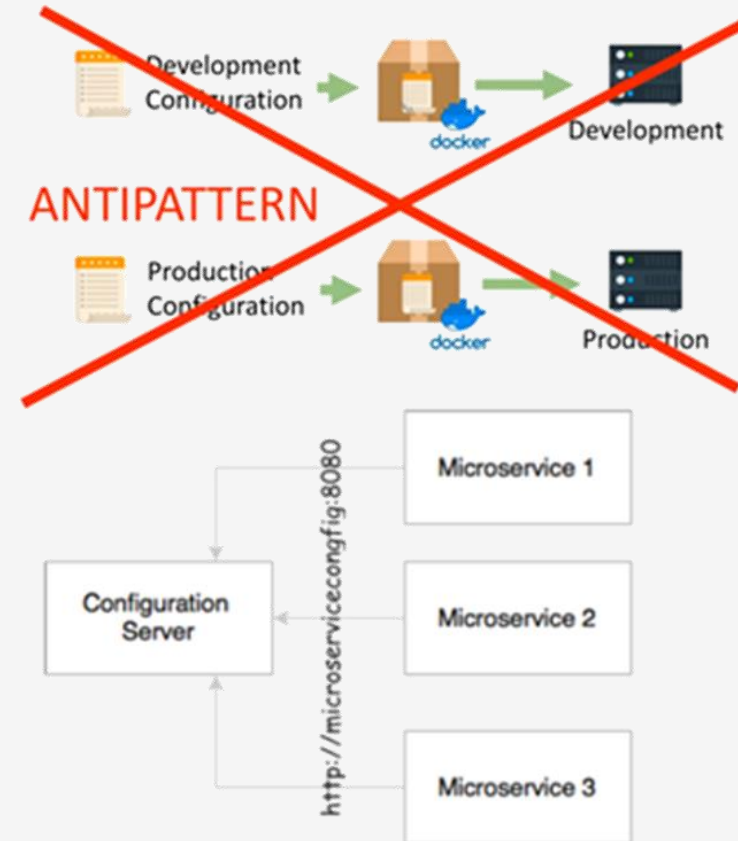 Development
Configuration
docker
Development
ANTIPATTERN
Production
Configuration
docker
Production
Microservice 1
http://microservicecongfig:8080
Configuration
Server
Microservice 2
Microservice 3